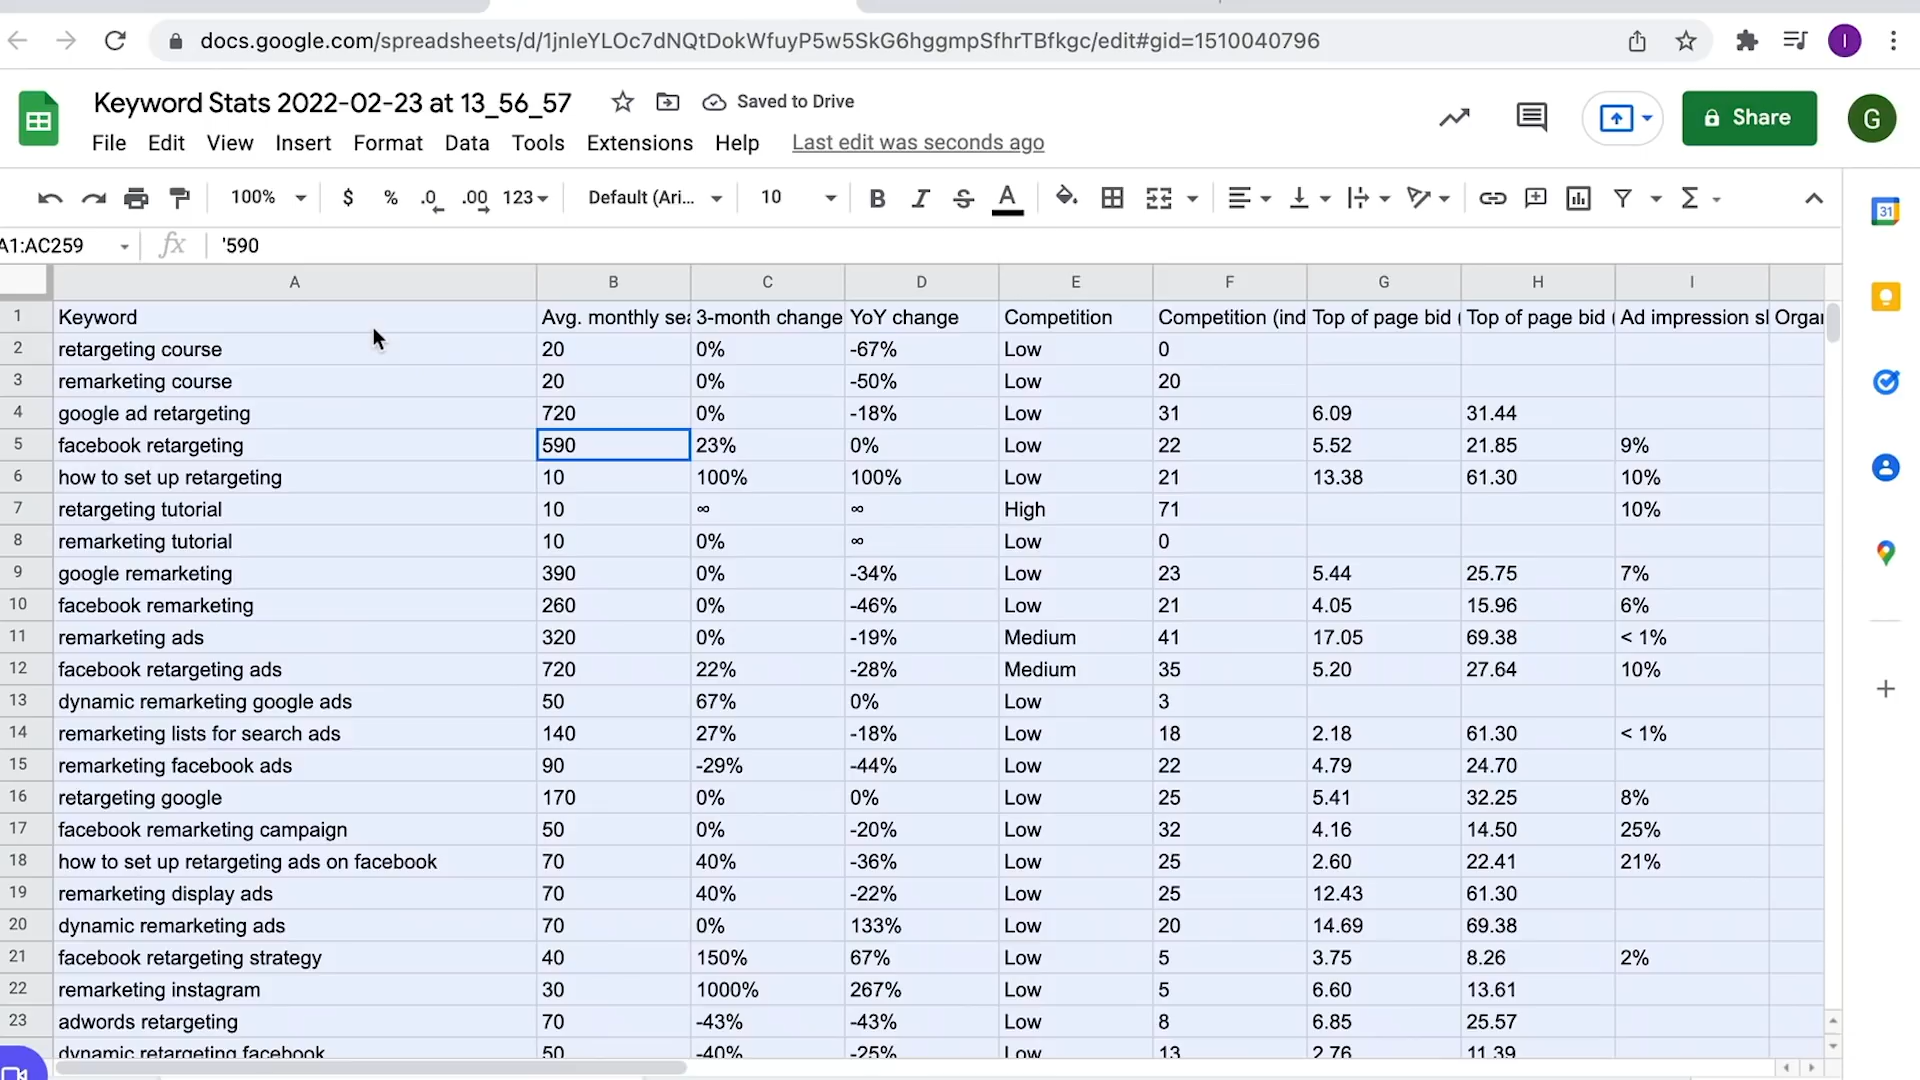 docs.google.com/spreadsheets/d/1jnIeYLOc7dNQtDokWfuyP5w5SkG6hggmpSfhrTBfkgc/edit#gid=1510040796
I
Keyword Stats 2022-02-23 at 13_56_57
Saved to Drive
Share
G
File Edit View Insert Format Data Tools Extensions Help Last edit was seconds ago
100% $ % .0 .00 123 Default (Ari... 10 B I S A
31
A1:AC259 fx '590
A B C D E F G H I
1 Keyword Avg. monthly sea 3-month change YoY change Competition Competition (ind Top of page bid ( Top of page bid ( Ad impression sl Organ
2 retargeting course 20 0% -67% Low 0
3 remarketing course 20 0% -50% Low 20
4 google ad retargeting 720 0% -18% Low 31 6.09 31.44
5 facebook retargeting 590 23% 0% Low 22 5.52 21.85 9%
6 how to set up retargeting 10 100% 100% Low 21 13.38 61.30 10%
7 retargeting tutorial 10 ∞ ∞ High 71 10%
8 remarketing tutorial 10 0% ∞ Low 0
9 google remarketing 390 0% -34% Low 23 5.44 25.75 7%
10 facebook remarketing 260 0% -46% Low 21 4.05 15.96 6%
11 remarketing ads 320 0% -19% Medium 41 17.05 69.38 < 1%
12 facebook retargeting ads 720 22% -28% Medium 35 5.20 27.64 10%
13 dynamic remarketing google ads 50 67% 0% Low 3
14 remarketing lists for search ads 140 27% -18% Low 18 2.18 61.30 < 1%
15 remarketing facebook ads 90 -29% -44% Low 22 4.79 24.70
16 retargeting google 170 0% 0% Low 25 5.41 32.25 8%
17 facebook remarketing campaign 50 0% -20% Low 32 4.16 14.50 25%
18 how to set up retargeting ads on facebook 70 40% -36% Low 25 2.60 22.41 21%
19 remarketing display ads 70 40% -22% Low 25 12.43 61.30
20 dynamic remarketing ads 70 0% 133% Low 20 14.69 69.38
21 facebook retargeting strategy 40 150% 67% Low 5 3.75 8.26 2%
22 remarketing instagram 30 1000% 267% Low 5 6.60 13.61
23 adwords retargeting 70 -43% -43% Low 8 6.85 25.57
dynamic retargeting facebook 50 -40% -25% Low 13 2.76 11.39